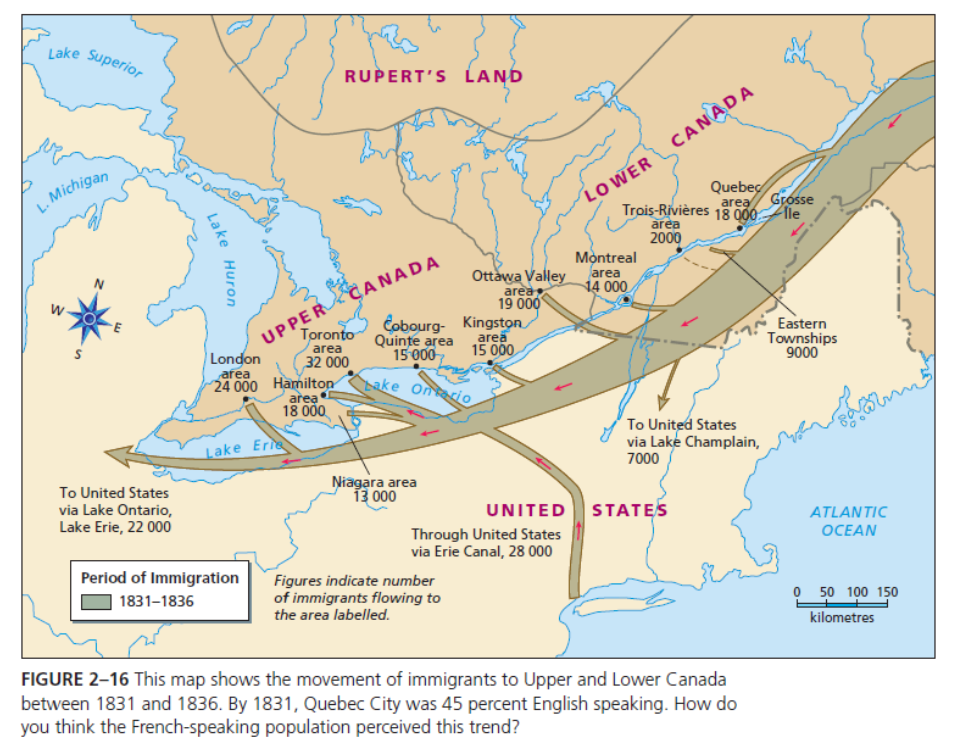 Lake Superior
RUPERT'S LAND
LOWER CANADA
L. Michigan
Lake Huron
Quebec
area
18 000
Grosse
Île
Trois-Rivières
area
2000
Montreal
area
14 000
Ottawa Valley
area
19 000
N
W
E
S
UPPER CANADA
Toronto
area
32 000
Cobourg-
Quinte area
15 000
Kingston
area
15 000
Eastern
Townships
9000
London
area
24 000
Hamilton
area
18 000
Lake Ontario
Lake Erie
To United States
via Lake Champlain,
7000
Niagara area
13 000
To United States
via Lake Ontario,
Lake Erie, 22 000
UNITED STATES
Through United States
via Erie Canal, 28 000
ATLANTIC
OCEAN
Period of Immigration
1831–1836
Figures indicate number
of immigrants flowing to
the area labelled.
0 50 100 150
kilometres
FIGURE 2–16 This map shows the movement of immigrants to Upper and Lower Canada
between 1831 and 1836. By 1831, Quebec City was 45 percent English speaking. How do
you think the French-speaking population perceived this trend?